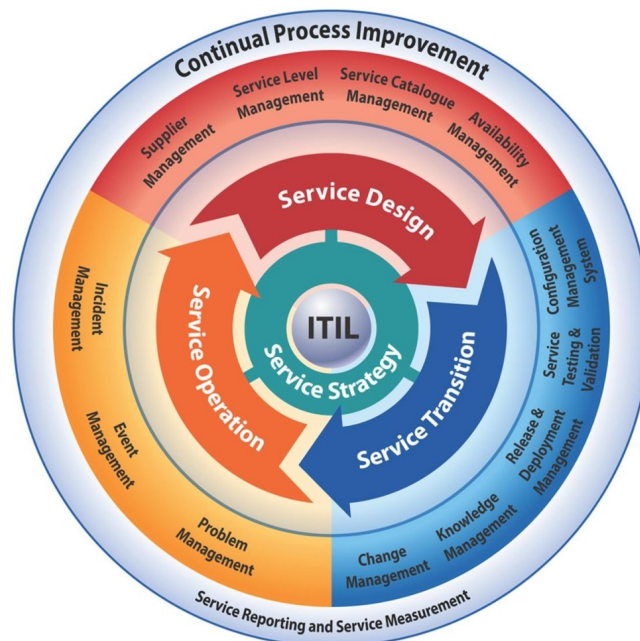 Continual Process Improvement
Supplier
Management
Service Level
Management
Service Catalogue
Management
Availability
Management
Service Design
Configuration
Management
System
Service
Testing &
Validation
Release &
Deployment
Management
Knowledge
Management
Change
Management
Service Transition
ITIL
Service Strategy
Service Operation
Incident
Management
Event
Management
Problem
Management
Service Reporting and Service Measurement